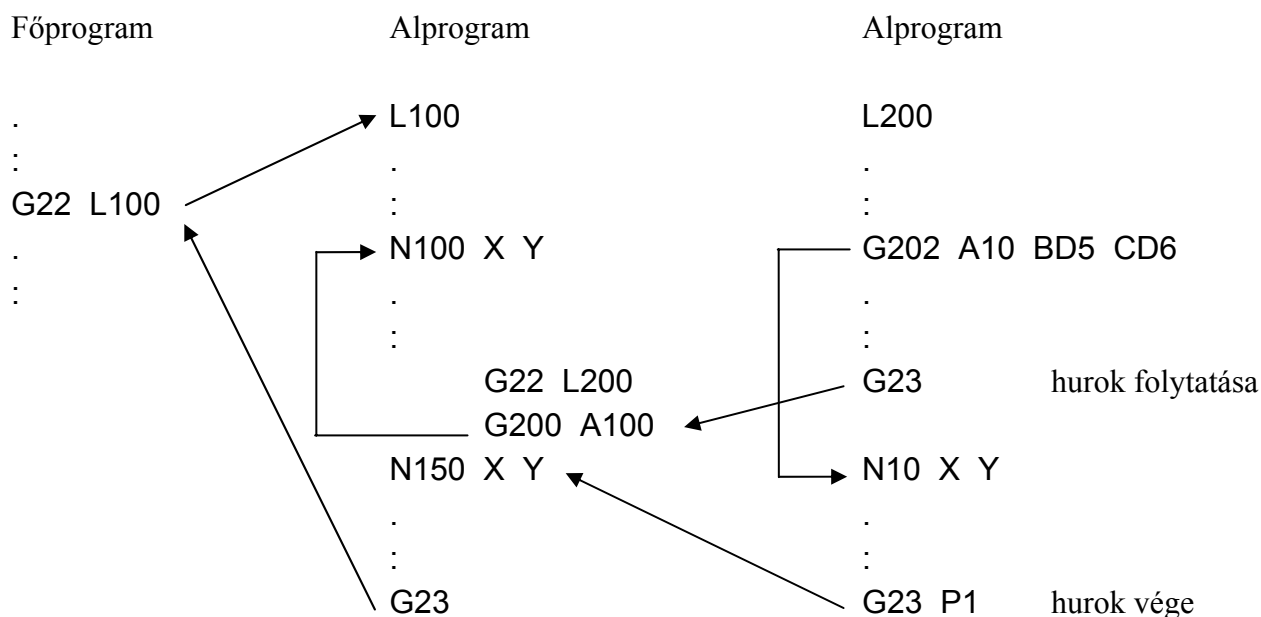 Főprogram
.
:
G22 L100
.
:
Alprogram
L100
.
:
N100 X Y
.
:
G22 L200
G200 A100
N150 X Y
.
:
G23
Alprogram
L200
.
:
G202 A10 BD5 CD6
.
:
G23 hurok folytatása
N10 X Y
.
:
G23 P1 hurok vége